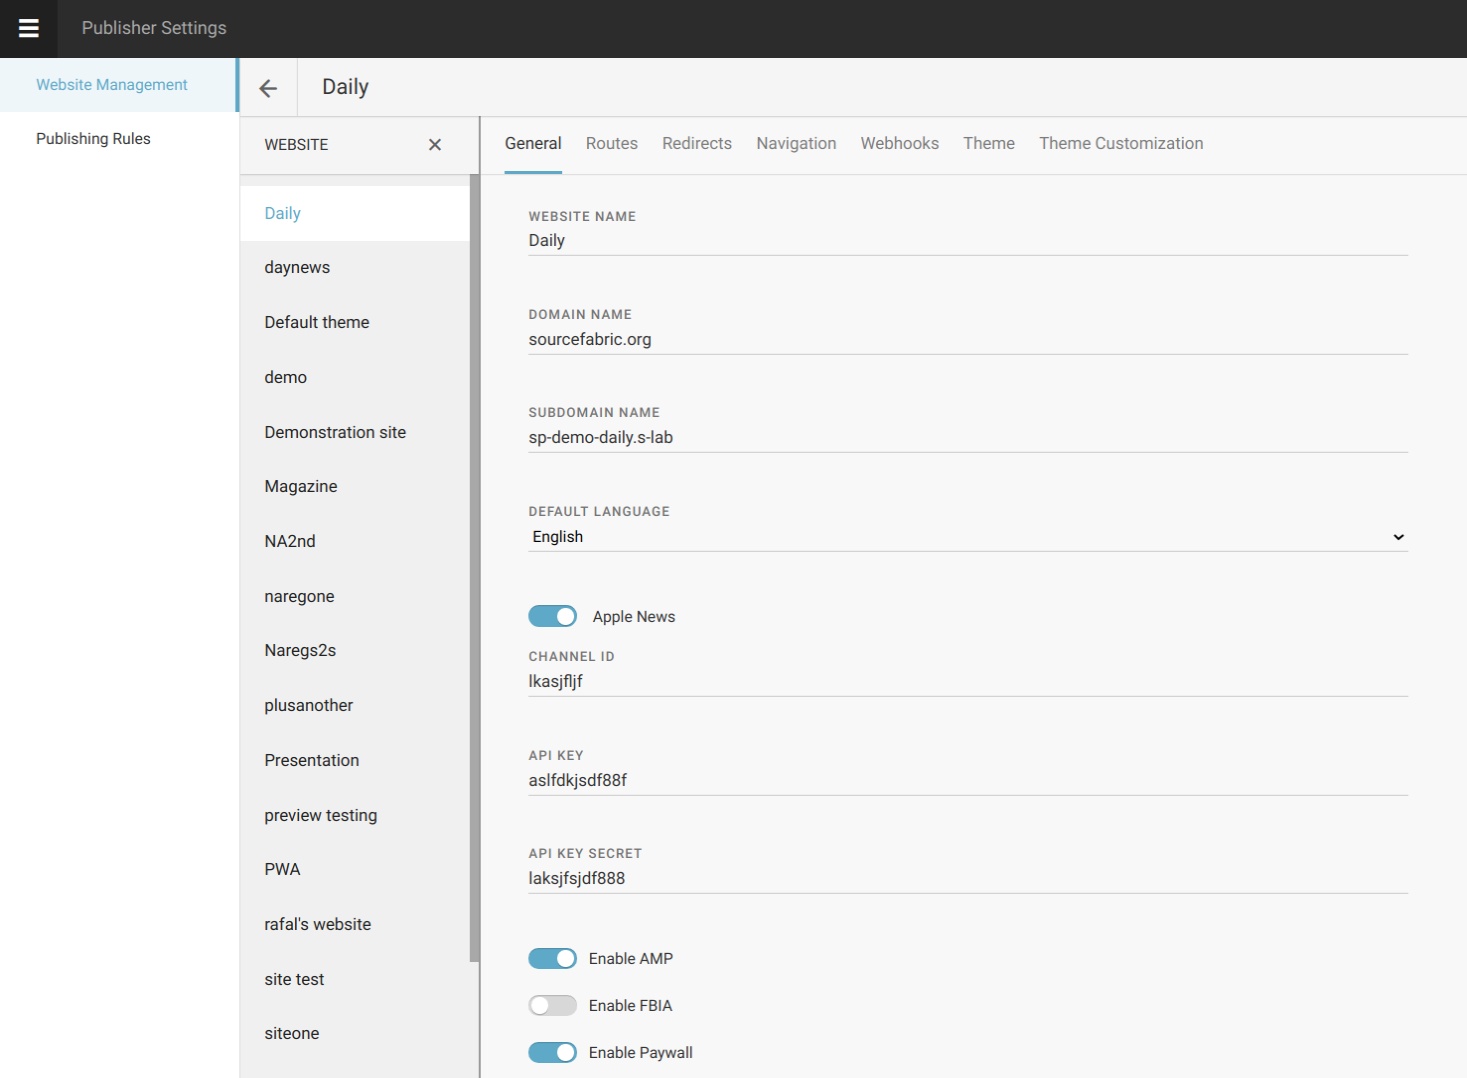 Publisher Settings
Website Management
Publishing Rules
Daily
WEBSITE
Daily
daynews
Default theme
demo
Demonstration site
Magazine
NA2nd
naregone
Naregs2s
plusanother
Presentation
preview testing
PWA
rafal's website
site test
siteone
General Routes Redirects Navigation Webhooks Theme Theme Customization
WEBSITE NAME
Daily
DOMAIN NAME
sourcefabric.org
SUBDOMAIN NAME
sp-demo-daily.s-lab
DEFAULT LANGUAGE
English
Apple News
CHANNEL ID
lkasjfljf
API KEY
aslfdkjsdf88f
API KEY SECRET
laksjfsjdf888
Enable AMP
Enable FBIA
Enable Paywall